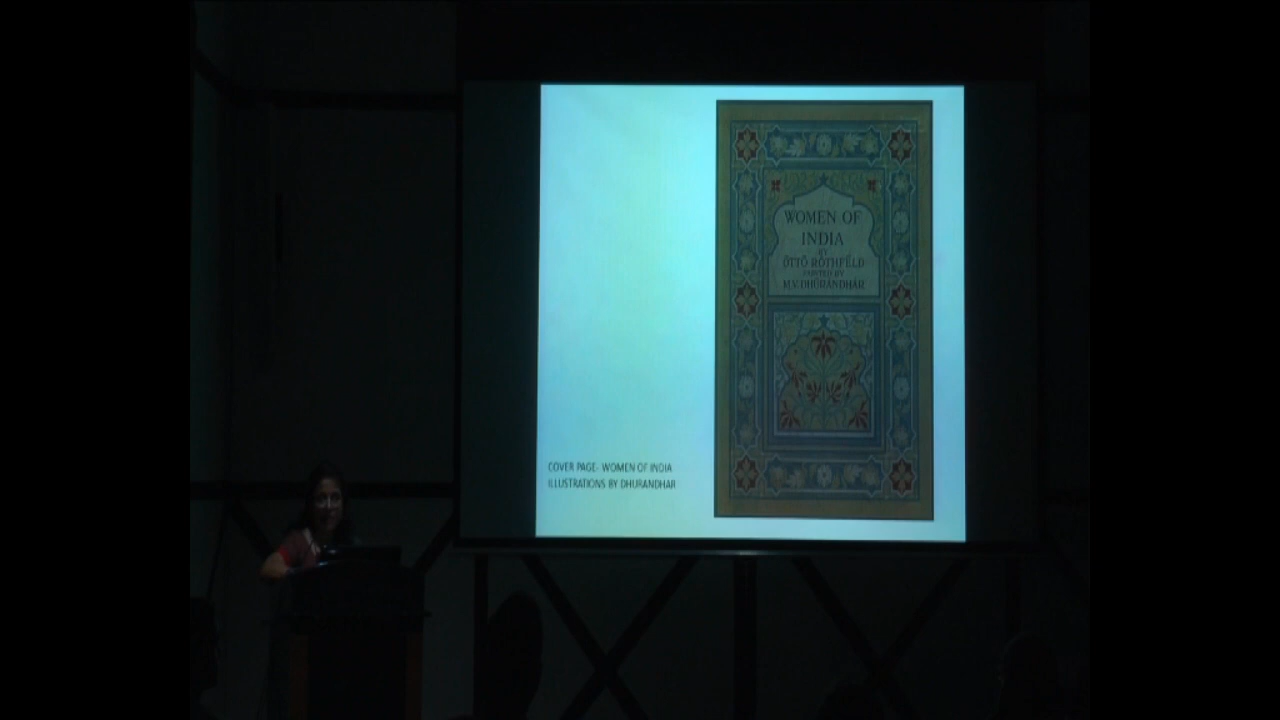 WOMEN OF
INDIA
BY
OTTO ROTHFELD
PAINTED BY
M.V. DHURANDHAR
COVER PAGE- WOMEN OF INDIA
ILLUSTRATIONS BY DHURANDHAR